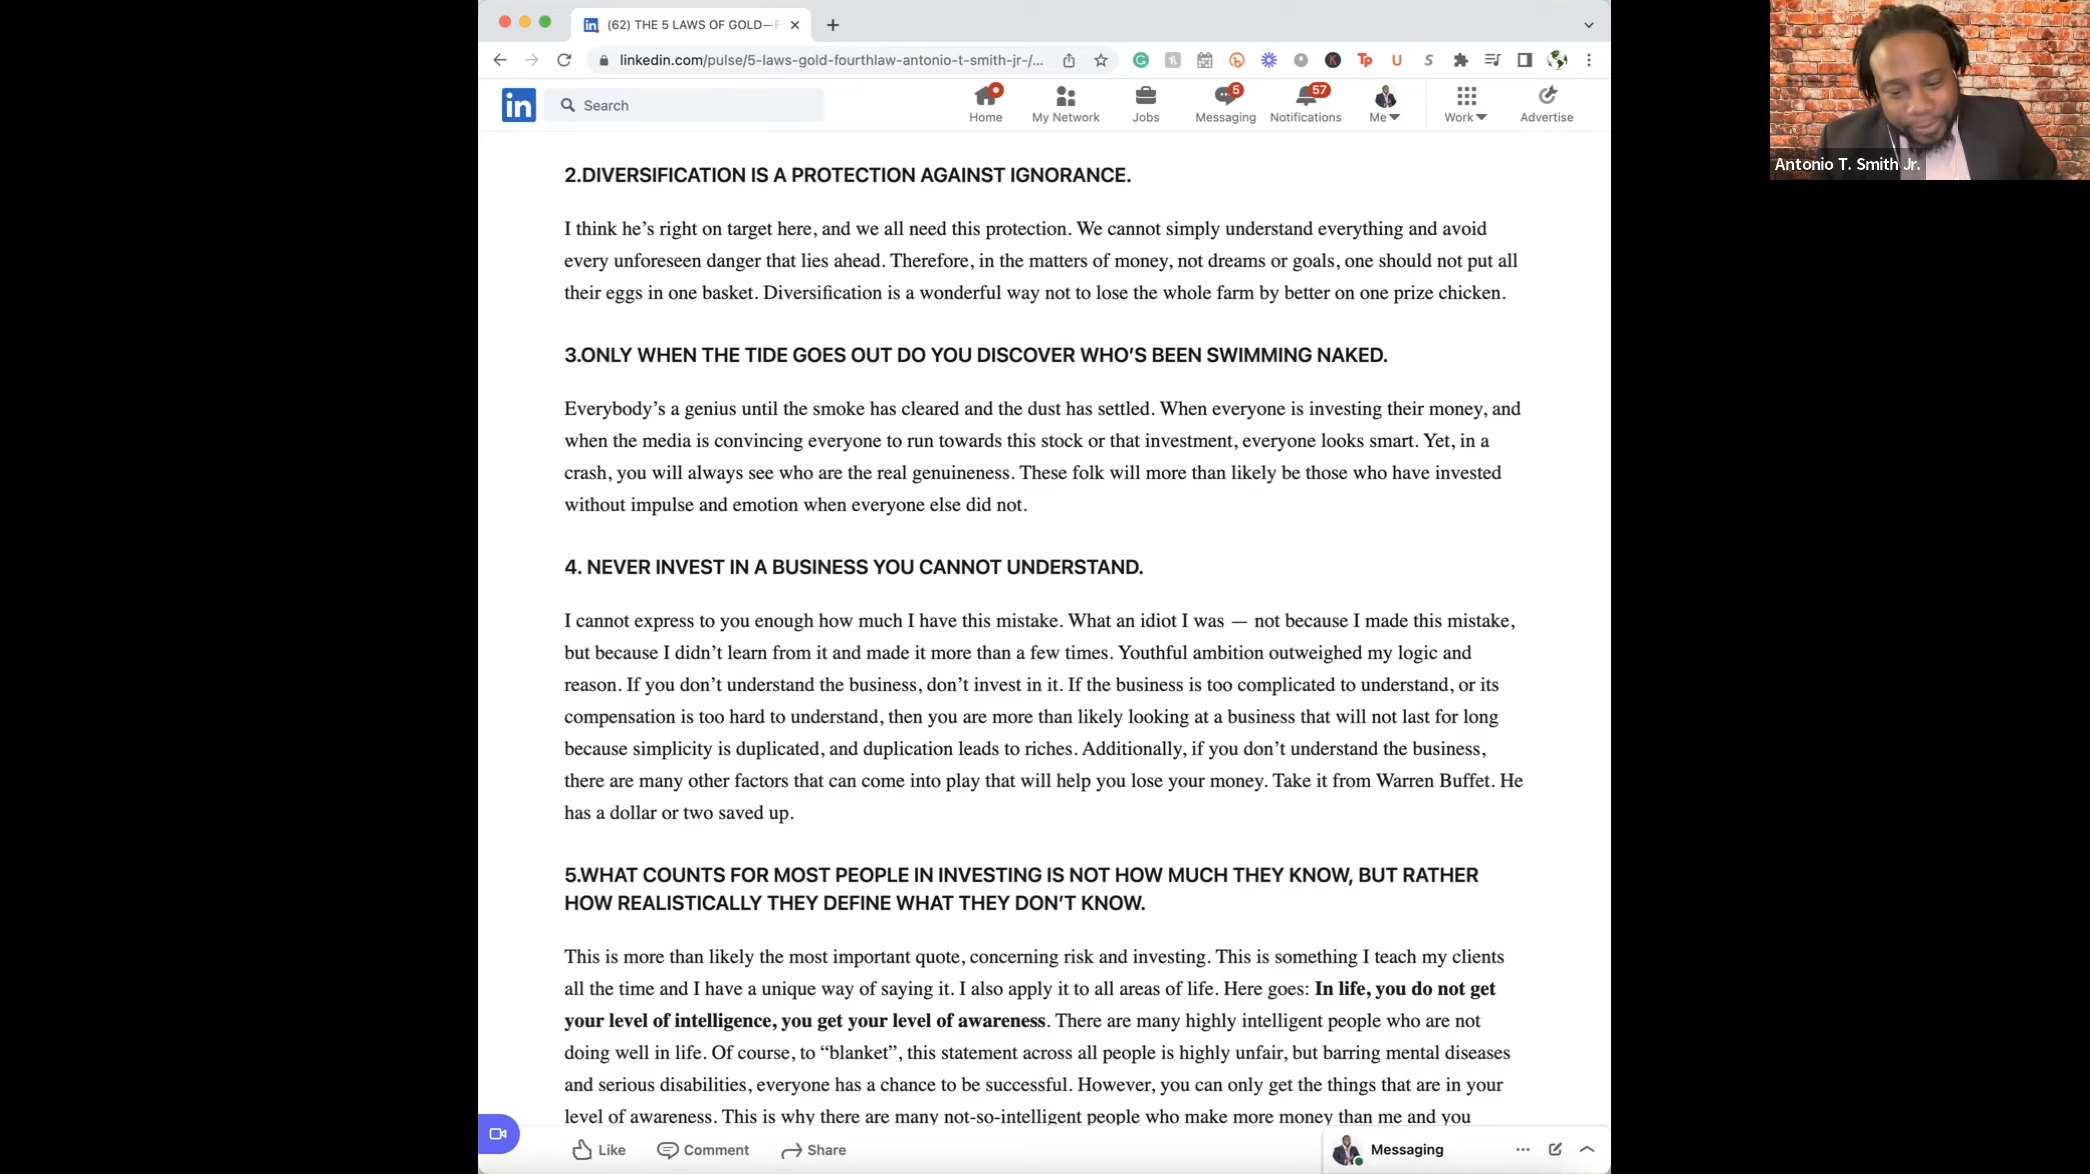 (62) THE 5 LAWS OF GOLD—F
linkedin.com/pulse/5-laws-gold-fourthlaw-antonio-t-smith-jr-/...
in
Search
Home
My Network
Jobs
5
Messaging
57
Notifications
Me
Work
Advertise
Antonio T. Smith Jr.
2.DIVERSIFICATION IS A PROTECTION AGAINST IGNORANCE.
I think he’s right on target here, and we all need this protection. We cannot simply understand everything and avoid
every unforeseen danger that lies ahead. Therefore, in the matters of money, not dreams or goals, one should not put all
their eggs in one basket. Diversification is a wonderful way not to lose the whole farm by better on one prize chicken.
3.ONLY WHEN THE TIDE GOES OUT DO YOU DISCOVER WHO’S BEEN SWIMMING NAKED.
Everybody’s a genius until the smoke has cleared and the dust has settled. When everyone is investing their money, and
when the media is convincing everyone to run towards this stock or that investment, everyone looks smart. Yet, in a
crash, you will always see who are the real genuineness. These folk will more than likely be those who have invested
without impulse and emotion when everyone else did not.
4. NEVER INVEST IN A BUSINESS YOU CANNOT UNDERSTAND.
I cannot express to you enough how much I have this mistake. What an idiot I was — not because I made this mistake,
but because I didn’t learn from it and made it more than a few times. Youthful ambition outweighed my logic and
reason. If you don’t understand the business, don’t invest in it. If the business is too complicated to understand, or its
compensation is too hard to understand, then you are more than likely looking at a business that will not last for long
because simplicity is duplicated, and duplication leads to riches. Additionally, if you don’t understand the business,
there are many other factors that can come into play that will help you lose your money. Take it from Warren Buffet. He
has a dollar or two saved up.
5.WHAT COUNTS FOR MOST PEOPLE IN INVESTING IS NOT HOW MUCH THEY KNOW, BUT RATHER
HOW REALISTICALLY THEY DEFINE WHAT THEY DON’T KNOW.
This is more than likely the most important quote, concerning risk and investing. This is something I teach my clients
all the time and I have a unique way of saying it. I also apply it to all areas of life. Here goes: In life, you do not get
your level of intelligence, you get your level of awareness. There are many highly intelligent people who are not
doing well in life. Of course, to “blanket”, this statement across all people is highly unfair, but barring mental diseases
and serious disabilities, everyone has a chance to be successful. However, you can only get the things that are in your
level of awareness. This is why there are many not-so-intelligent people who make more money than me and you
Like
Comment
Share
Messaging